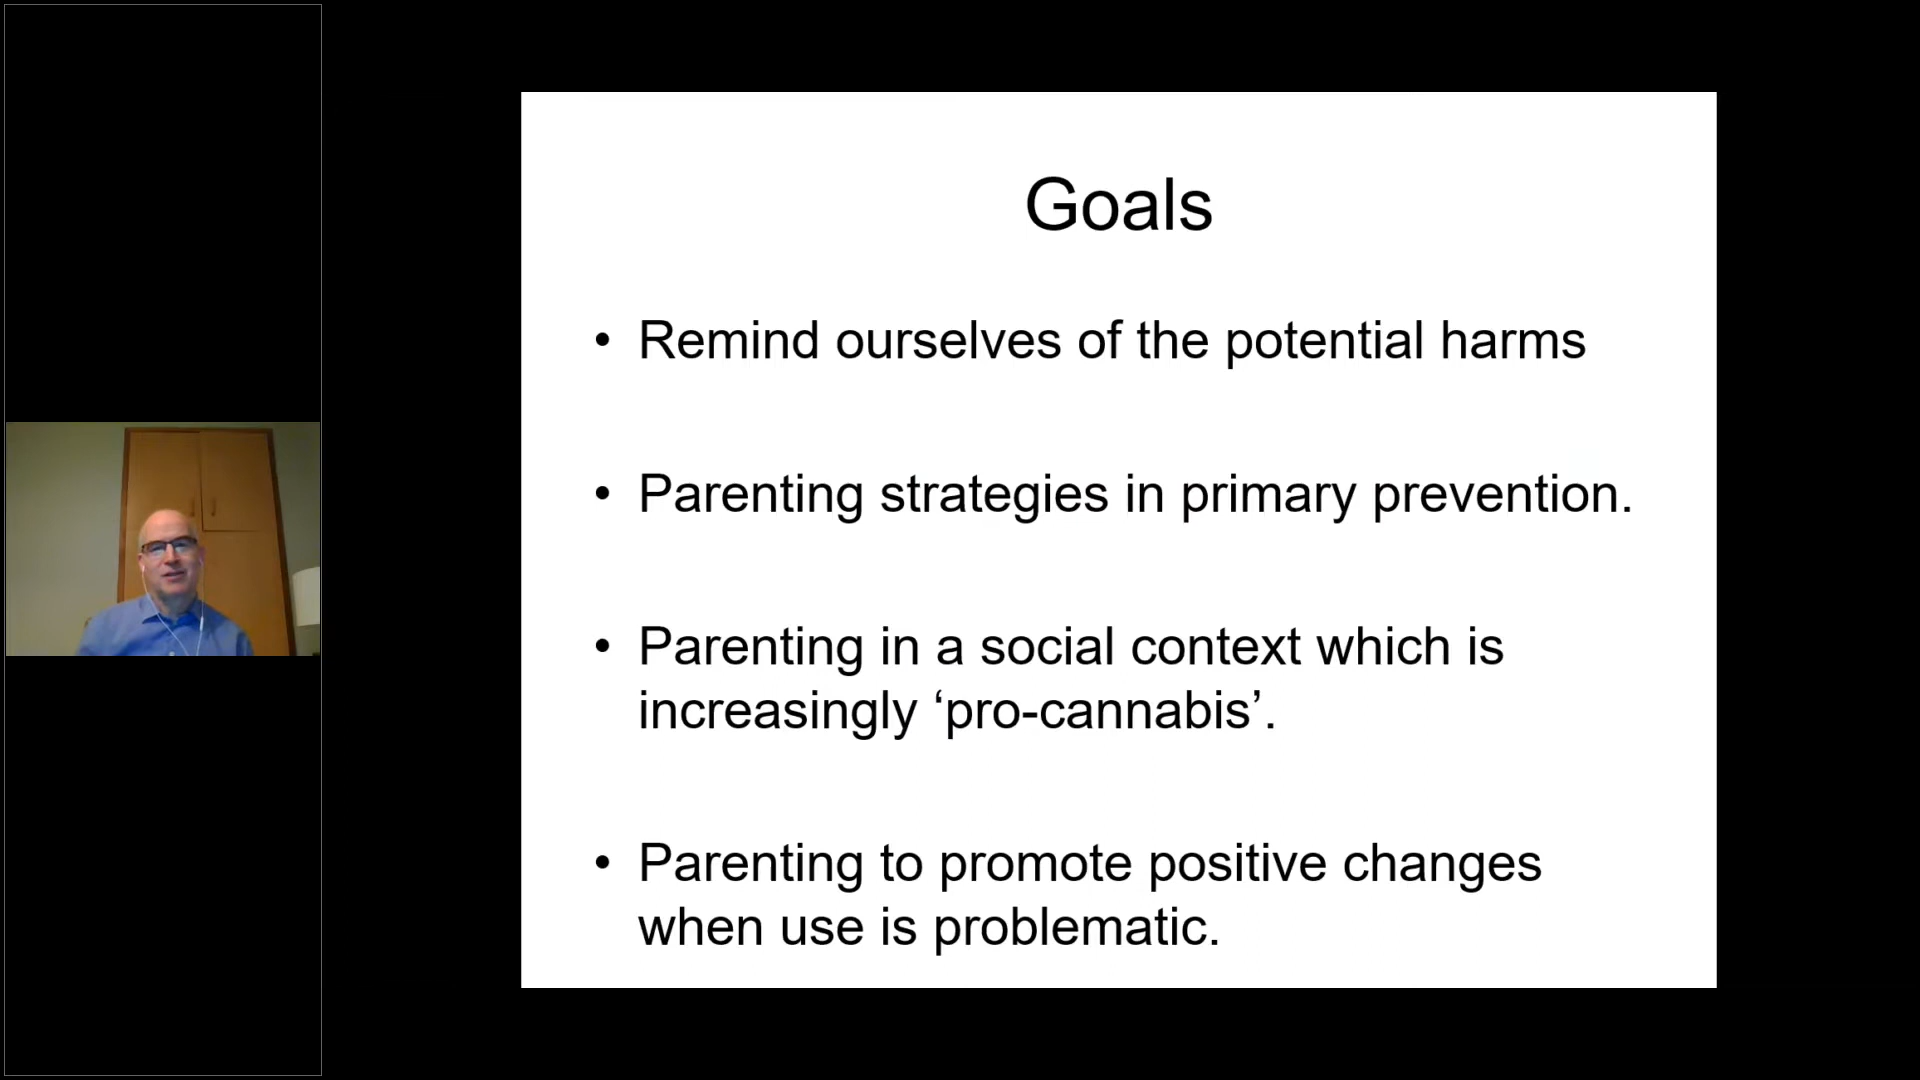 Goals
• Remind ourselves of the potential harms
• Parenting strategies in primary prevention.
• Parenting in a social context which is
increasingly ‘pro-cannabis’.
• Parenting to promote positive changes
when use is problematic.